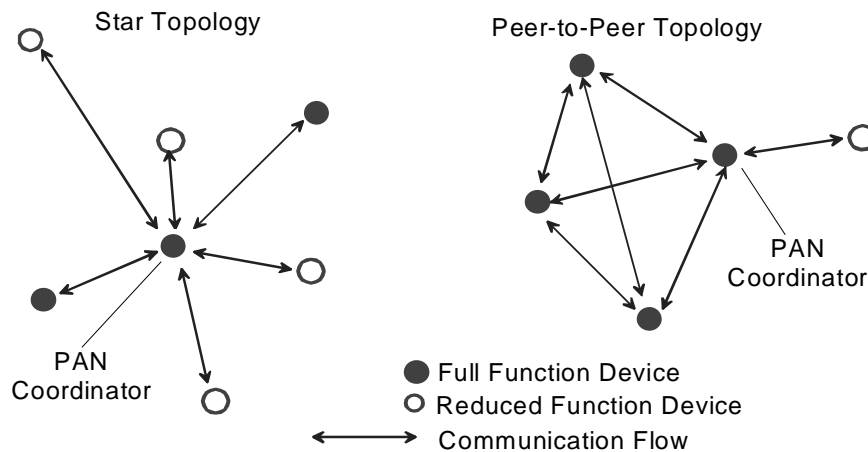 Star Topology
Peer-to-Peer Topology
PAN
Coordinator
PAN
Coordinator
Full Function Device
Reduced Function Device
Communication Flow